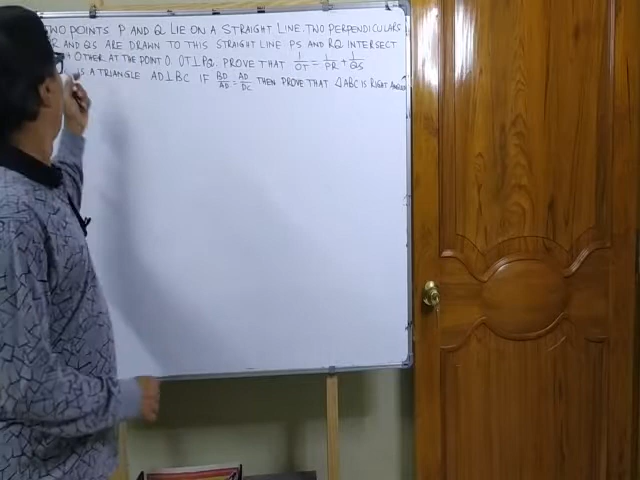 TWO POINTS P AND Q LIE ON A STRAIGHT LINE. TWO PERPENDICULARS
R AND QS ARE DRAWN TO THIS STRAIGHT LINE PS AND RQ INTERSECT
OTHER AT THE POINT O. OT⊥PQ. PROVE THAT 1/OT = 1/PR + 1/QS
IS A TRIANGLE AD⊥BC IF BD/AD = AD/DC THEN PROVE THAT △ABC IS RIGHT ANGLED